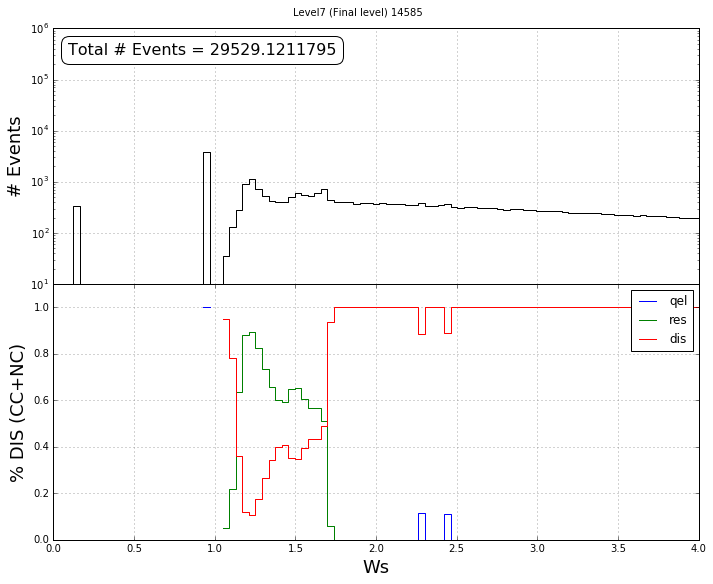 Level7 (Final level) 14585
Total # Events = 29529.1211795
# Events
10^6
10^5
10^4
10^3
10^2
10^1
% DIS (CC+NC)
1.0
0.8
0.6
0.4
0.2
0.0
qel
res
dis
0.0 0.5 1.0 1.5 2.0 2.5 3.0 3.5 4.0
Ws